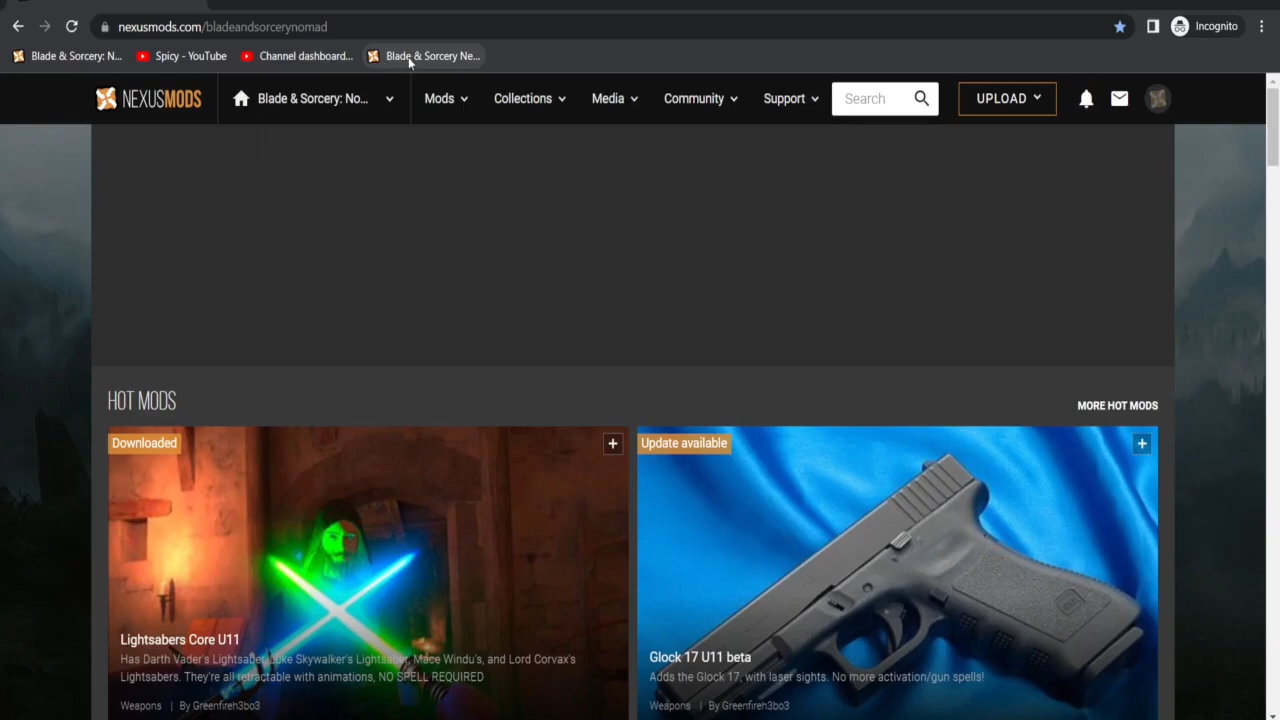 nexusmods.com/bladeandsorcerynomad
Incognito
Blade & Sorcery: N...
Spicy - YouTube
Channel dashboard...
Blade & Sorcery Ne...
NEXUSMODS
Blade & Sorcery: No...
Mods
Collections
Media
Community
Support
Search
UPLOAD
HOT MODS
MORE HOT MODS
Downloaded
Update available
Lightsabers Core U11
Has Darth Vader's Lightsaber, Luke Skywalker's Lightsaber, Mace Windu's, and Lord Corvax's
Lightsabers. They're all retractable with animations, NO SPELL REQUIRED
Weapons | By Greenfireh3bo3
Glock 17 U11 beta
Adds the Glock 17, with laser sights. No more activation/gun spells!
Weapons | By Greenfireh3bo3